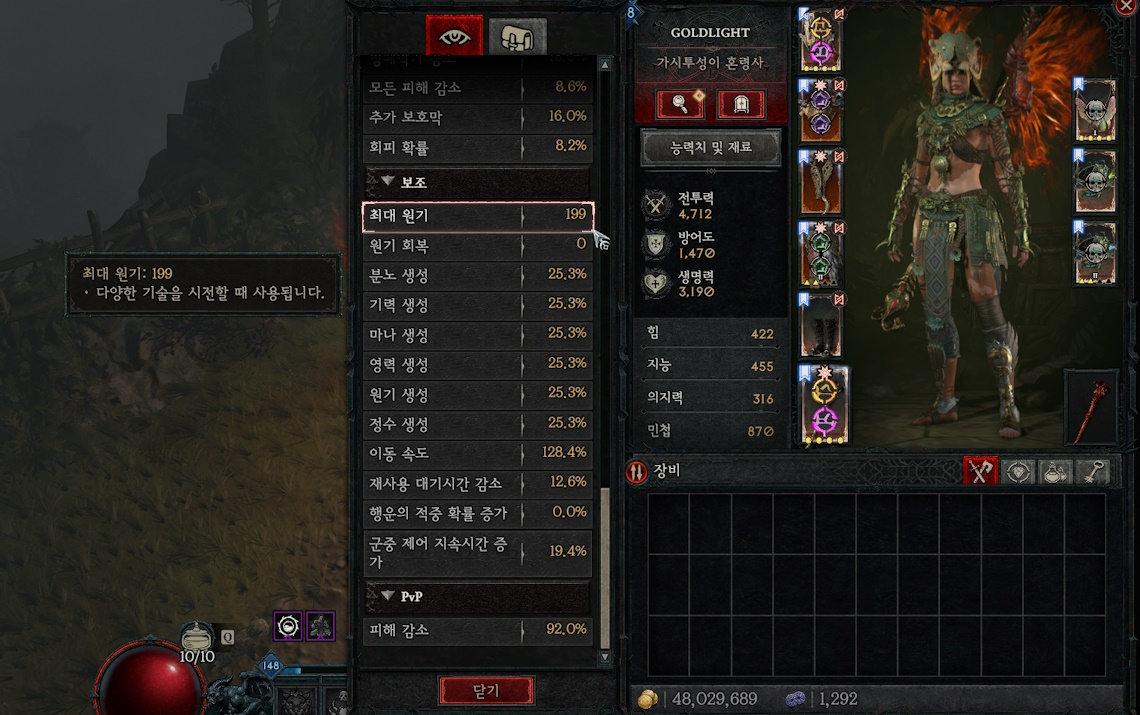 모든 피해 감소 8.6%
추가 보호막 16.0%
회피 확률 8.2%
보조
최대 원기 199
원기 회복 0
분노 생성 25.3%
기력 생성 25.3%
마나 생성 25.3%
영력 생성 25.3%
원기 생성 25.3%
정수 생성 25.3%
이동 속도 128.4%
재사용 대기시간 감소 12.6%
행운의 적중 확률 증가 0.0%
군중 제어 지속시간 증
가 19.4%
PvP
피해 감소 92.0%
닫기
최대 원기: 199
· 다양한 기술을 시전할 때 사용됩니다.
Q
10/10
148
8
GOLDLIGHT
가시투성이 혼령사
능력치 및 재료
전투력
4,712
방어도
1,470
생명력
3,190
힘 422
지능 455
의지력 316
민첩 870
I
II
II
장비
48,029,689 1,292